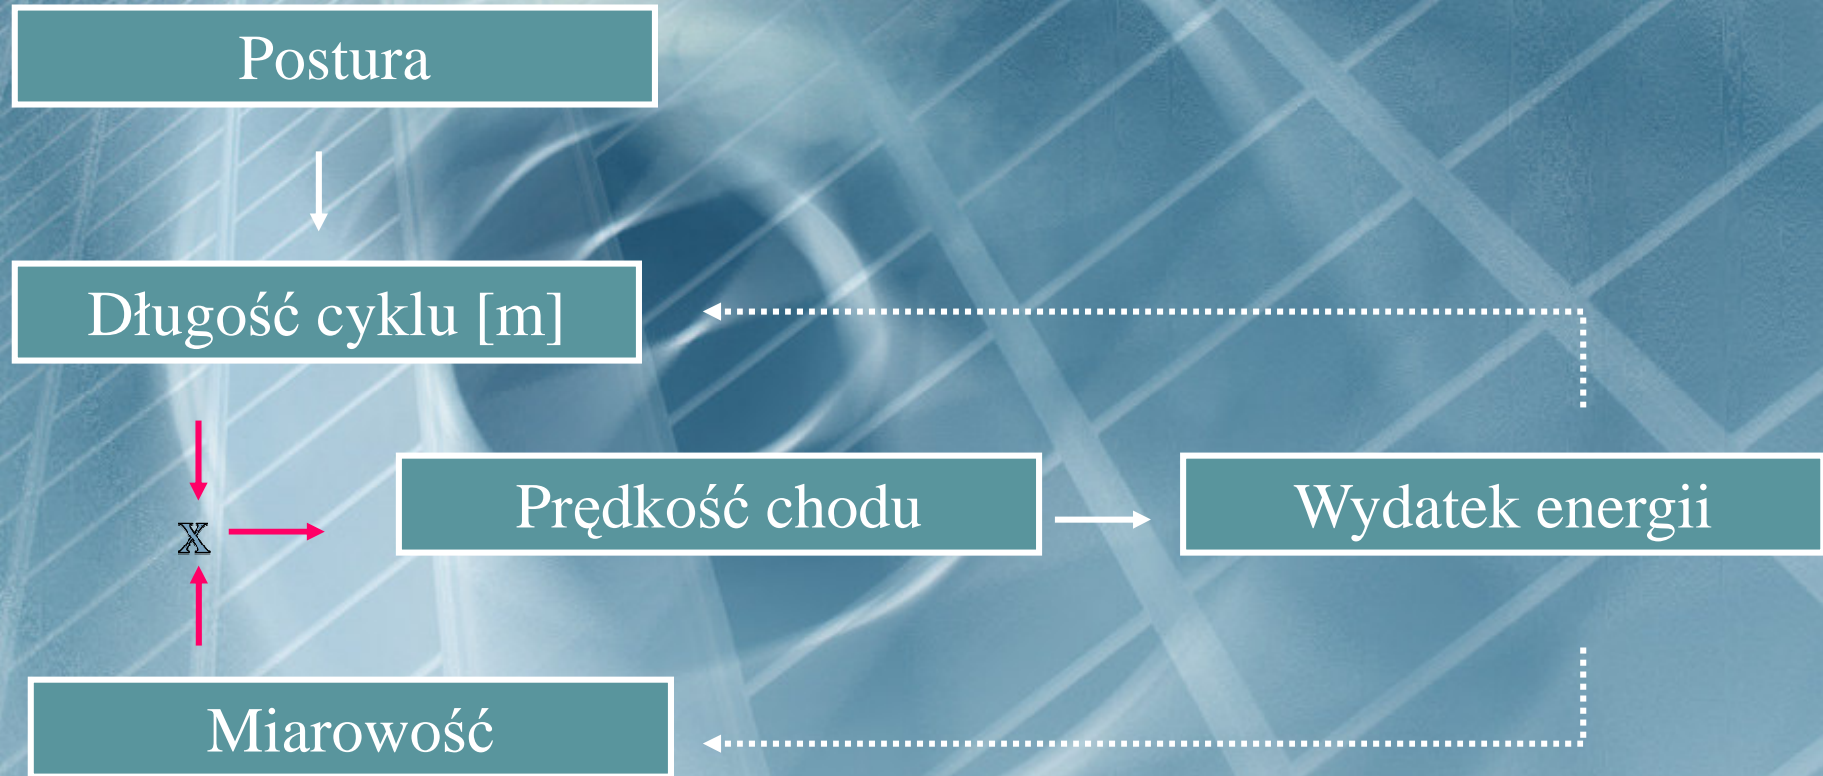 Postura
Długość cyklu [m]
Prędkość chodu
Wydatek energii
X
Miarowość